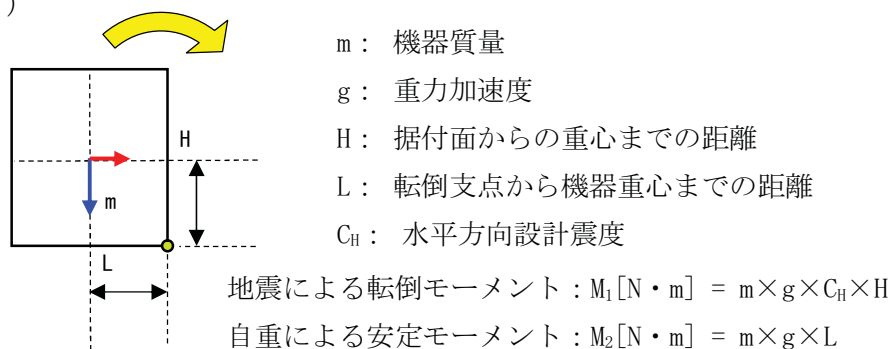 )
m: 機器質量
g: 重力加速度
H: 据付面からの重心までの距離
L: 転倒支点から機器重心までの距離
C_H: 水平方向設計震度
H
m
L
地震による転倒モーメント:M₁[N・m] = m×g×C_H×H
自重による安定モーメント:M₂[N・m] = m×g×L